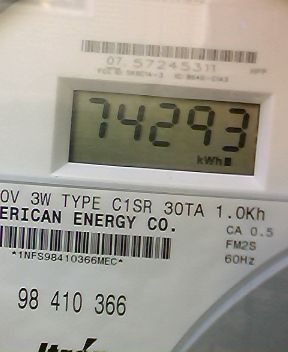 07 57245311
74293
kWh
0V 3W TYPE C1SR 30TA 1.0Kh
ERICAN ENERGY CO.
CA 0.5
FM2S
60Hz
*1NFS98410366MEC*
98 410 366
Itron